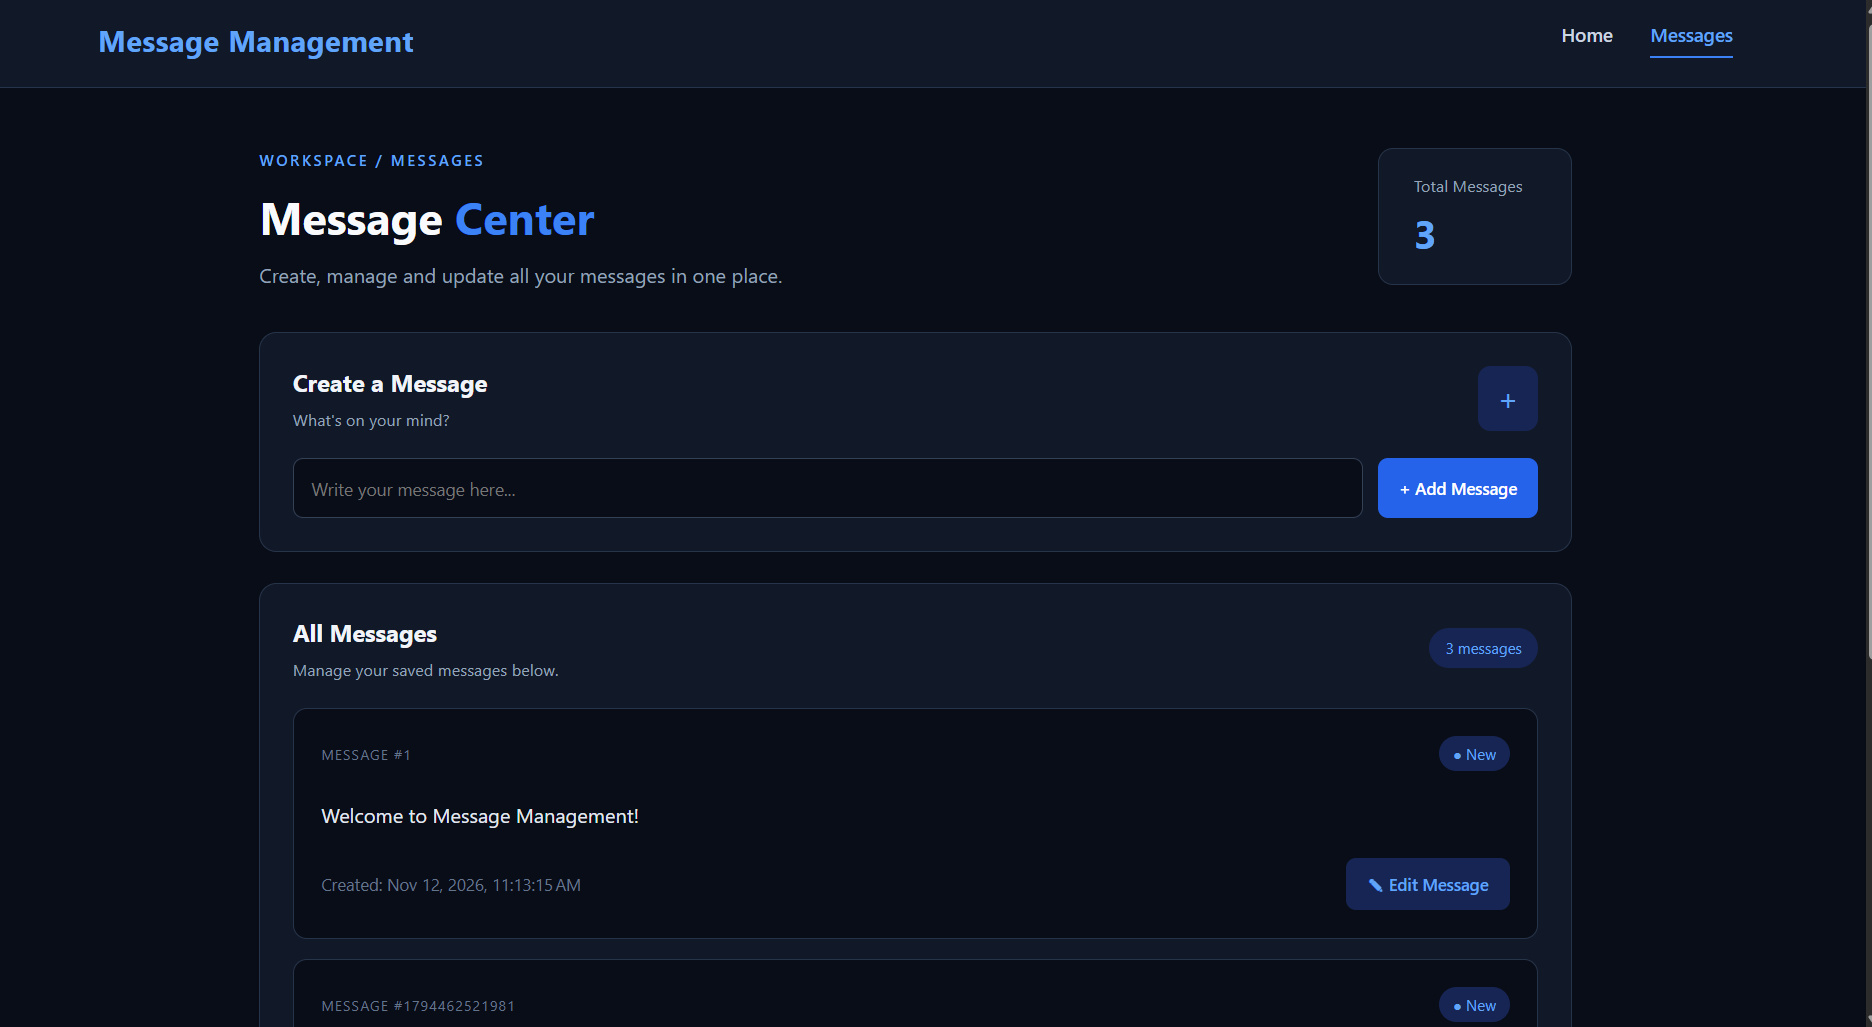 Message Management
Home
Messages
WORKSPACE / MESSAGES
Message Center
Create, manage and update all your messages in one place.
Total Messages
3
Create a Message
What's on your mind?
+
Write your message here...
+ Add Message
All Messages
Manage your saved messages below.
3 messages
MESSAGE #1
● New
Welcome to Message Management!
Created: Nov 12, 2026, 11:13:15 AM
✎ Edit Message
MESSAGE #1794462521981
● New